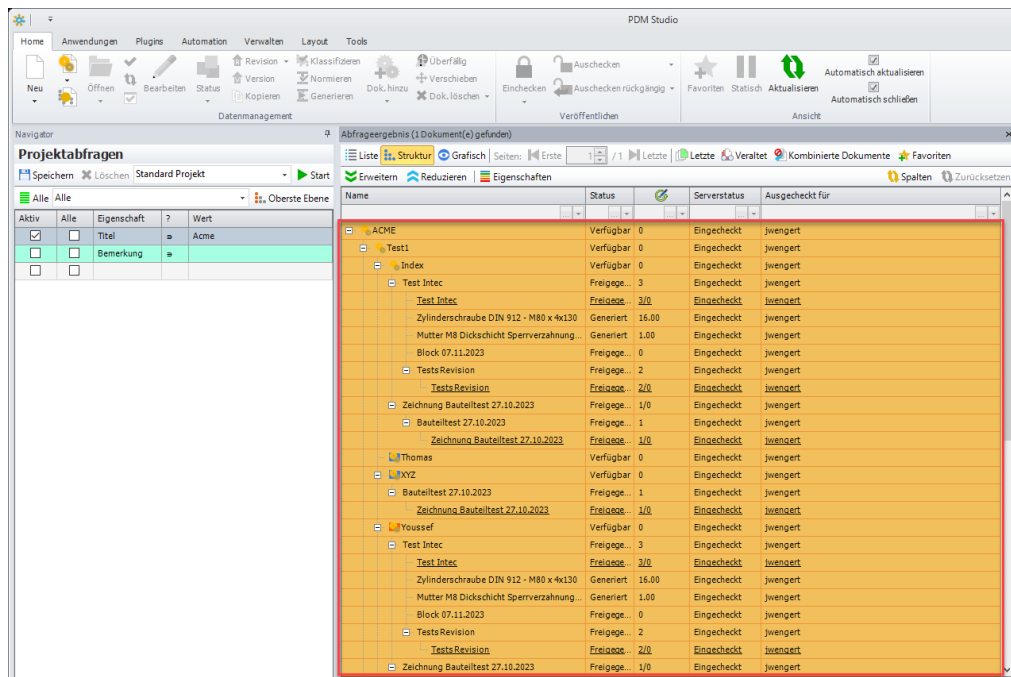 PDM Studio
Home Anwendungen Plugins Automation Verwalten Layout Tools
Neu
Öffnen
Bearbeiten
Status
Revision
Version
Kopieren
Klassifizieren
Normieren
Generieren
Datenmanagement
Dok.hinzu
Überfällig
Verschieben
Dok.löschen
Einchecken
Auschecken
Auschecken rückgängig
Veröffentlichen
Favoriten
Statisch
Aktualisieren
Automatisch aktualisieren
Automatisch schließen
Ansicht
Navigator
Projektabfragen
Speichern Löschen Standard Projekt Start
Alle Alle Oberste Ebene
Aktiv Alle Eigenschaft ? Wert
Titel Acme
Bemerkung
Abfrageergebnis (1 Dokument(e) gefunden)
Liste Struktur Grafisch Seiten: Erste 1 / 1 Letzte Letzte Veraltet Kombinierte Dokumente Favoriten
Erweitern Reduzieren Eigenschaften Spalten Zurücksetzen
Name Status Serverstatus Ausgecheckt für
ACME Verfügbar 0 Eingecheckt jwengert
Test1 Verfügbar 0 Eingecheckt jwengert
Index Verfügbar 0 Eingecheckt jwengert
Test Intec Freigege... 3 Eingecheckt jwengert
Test Intec Freigege... 3/0 Eingecheckt jwengert
Zylinderschraube DIN 912 - M80 x 4x130 Generiert 16.00 Eingecheckt jwengert
Mutter M8 Dickschicht Sperrverzahnung... Generiert 1.00 Eingecheckt jwengert
Block 07.11.2023 Freigege... 0 Eingecheckt jwengert
TestsRevision Freigege... 2 Eingecheckt jwengert
TestsRevision Freigege... 2/0 Eingecheckt jwengert
Zeichnung Bauteiltest 27.10.2023 Freigege... 1/0 Eingecheckt jwengert
Bauteiltest 27.10.2023 Freigege... 1 Eingecheckt jwengert
Zeichnung Bauteiltest 27.10.2023 Freigege... 1/0 Eingecheckt jwengert
Thomas Verfügbar 0 Eingecheckt jwengert
XYZ Verfügbar 0 Eingecheckt jwengert
Bauteiltest 27.10.2023 Freigege... 1 Eingecheckt jwengert
Zeichnung Bauteiltest 27.10.2023 Freigege... 1/0 Eingecheckt jwengert
Youssef Verfügbar 0 Eingecheckt jwengert
Test Intec Freigege... 3 Eingecheckt jwengert
Test Intec Freigege... 3/0 Eingecheckt jwengert
Zylinderschraube DIN 912 - M80 x 4x130 Generiert 16.00 Eingecheckt jwengert
Mutter M8 Dickschicht Sperrverzahnung... Generiert 1.00 Eingecheckt jwengert
Block 07.11.2023 Freigege... 0 Eingecheckt jwengert
TestsRevision Freigege... 2 Eingecheckt jwengert
TestsRevision Freigege... 2/0 Eingecheckt jwengert
Zeichnung Bauteiltest 27.10.2023 Freigege... 1/0 Eingecheckt jwengert